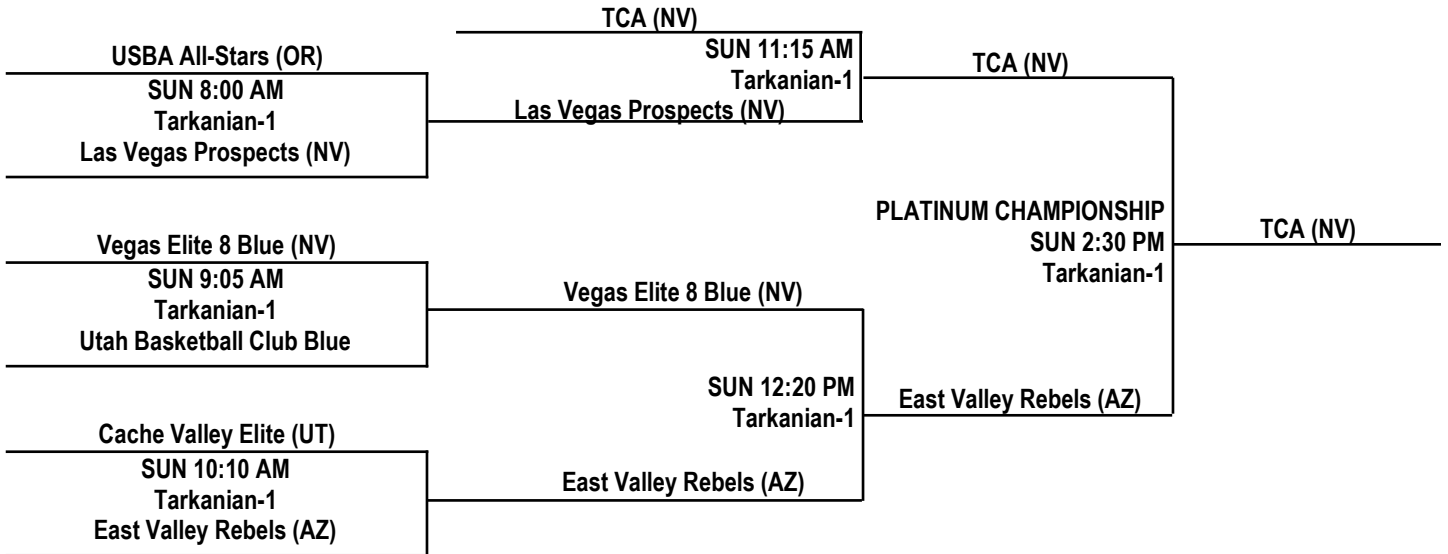 TCA (NV)
USBA All-Stars (OR)
SUN 11:15 AM
TCA (NV)
SUN 8:00 AM
Tarkanian-1
Tarkanian-1
Las Vegas Prospects (NV)
Las Vegas Prospects (NV)
PLATINUM CHAMPIONSHIP
Vegas Elite 8 Blue (NV)
SUN 2:30 PM
TCA (NV)
SUN 9:05 AM
Tarkanian-1
Tarkanian-1
Vegas Elite 8 Blue (NV)
Utah Basketball Club Blue
SUN 12:20 PM
East Valley Rebels (AZ)
Tarkanian-1
Cache Valley Elite (UT)
SUN 10:10 AM
East Valley Rebels (AZ)
Tarkanian-1
East Valley Rebels (AZ)